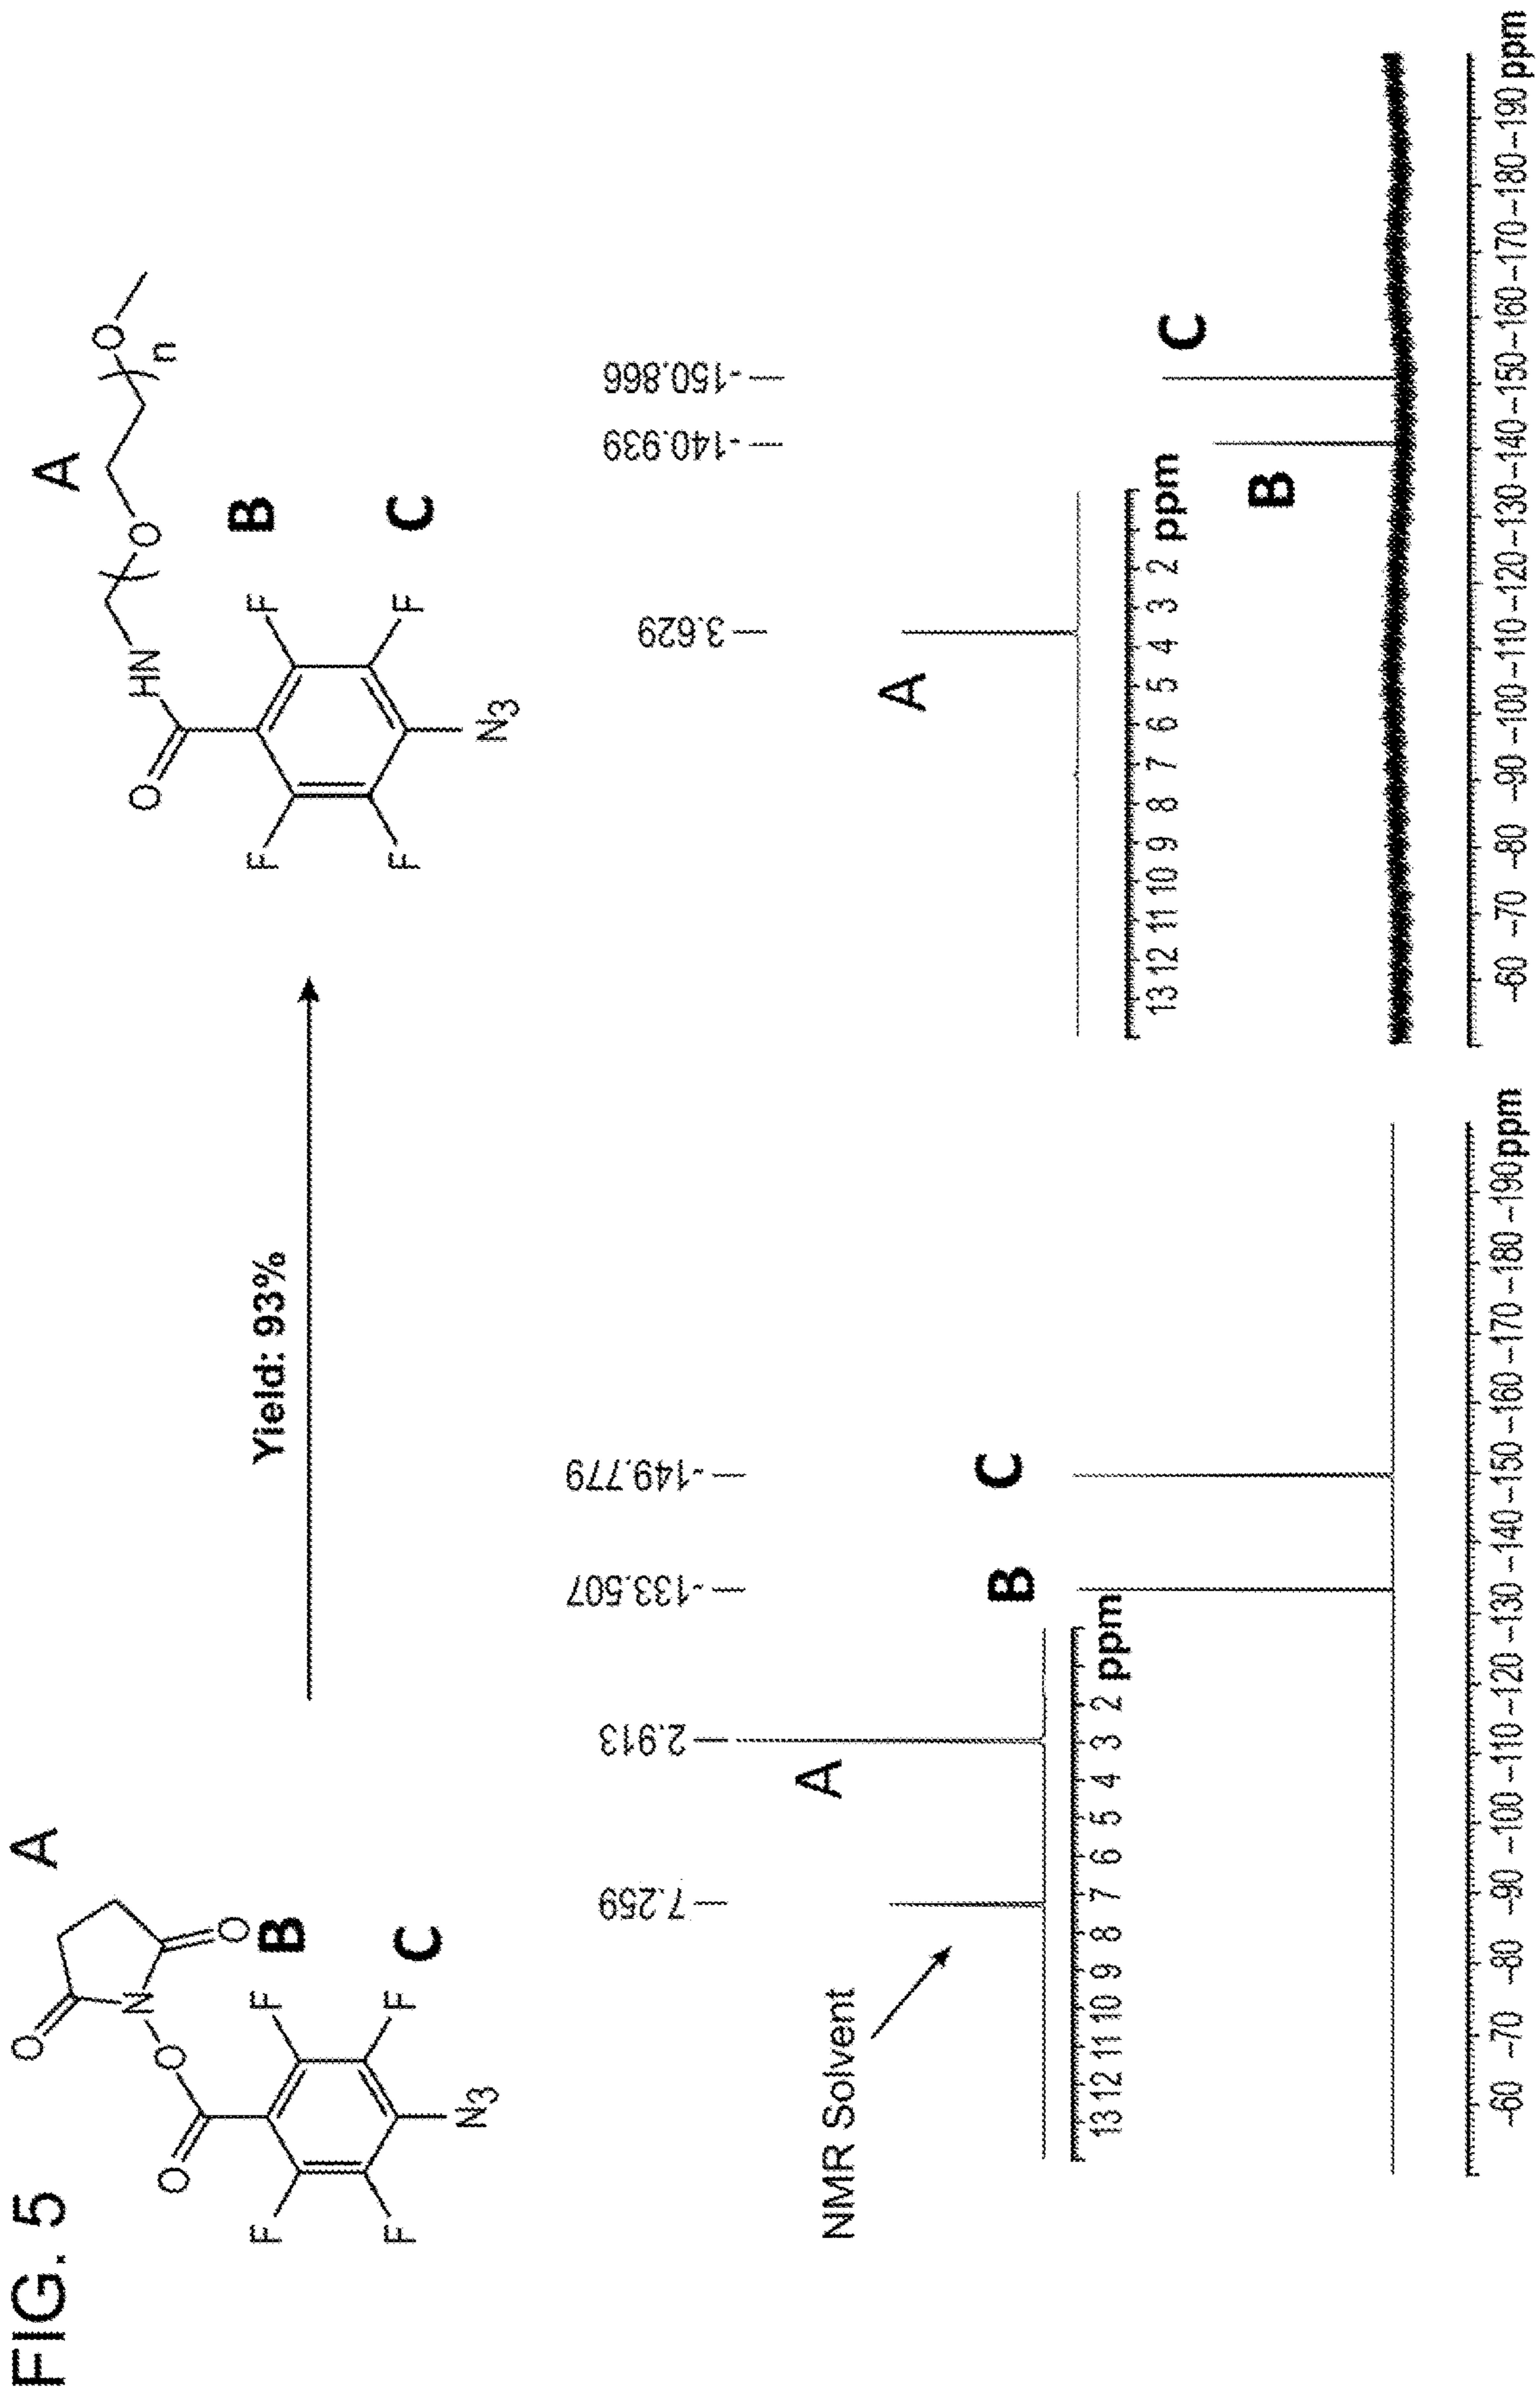 FIG. 5
A
O
N
O
O
O
B
C
F
F
F
F
N3
Yield: 93%
A
O
n
O
HN
O
B
C
F
F
F
F
N3
7.259
2.913
-133.507
-149.779
NMR Solvent
A
B
C
13 12 11 10 9 8 7 6 5 4 3 2 ppm
-60 -70 -80 -90 -100 -110 -120 -130 -140 -150 -160 -170 -180 -190 ppm
3.629
-140.939
-150.866
A
B
C
13 12 11 10 9 8 7 6 5 4 3 2 ppm
-60 -70 -80 -90 -100 -110 -120 -130 -140 -150 -160 -170 -180 -190 ppm